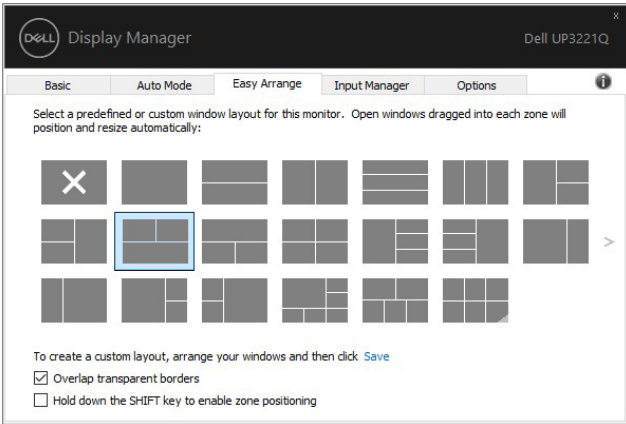 x
DELL Display Manager Dell UP3221Q
Basic Auto Mode Easy Arrange Input Manager Options i
Select a predefined or custom window layout for this monitor. Open windows dragged into each zone will
position and resize automatically:
>
To create a custom layout, arrange your windows and then click Save
Overlap transparent borders
Hold down the SHIFT key to enable zone positioning